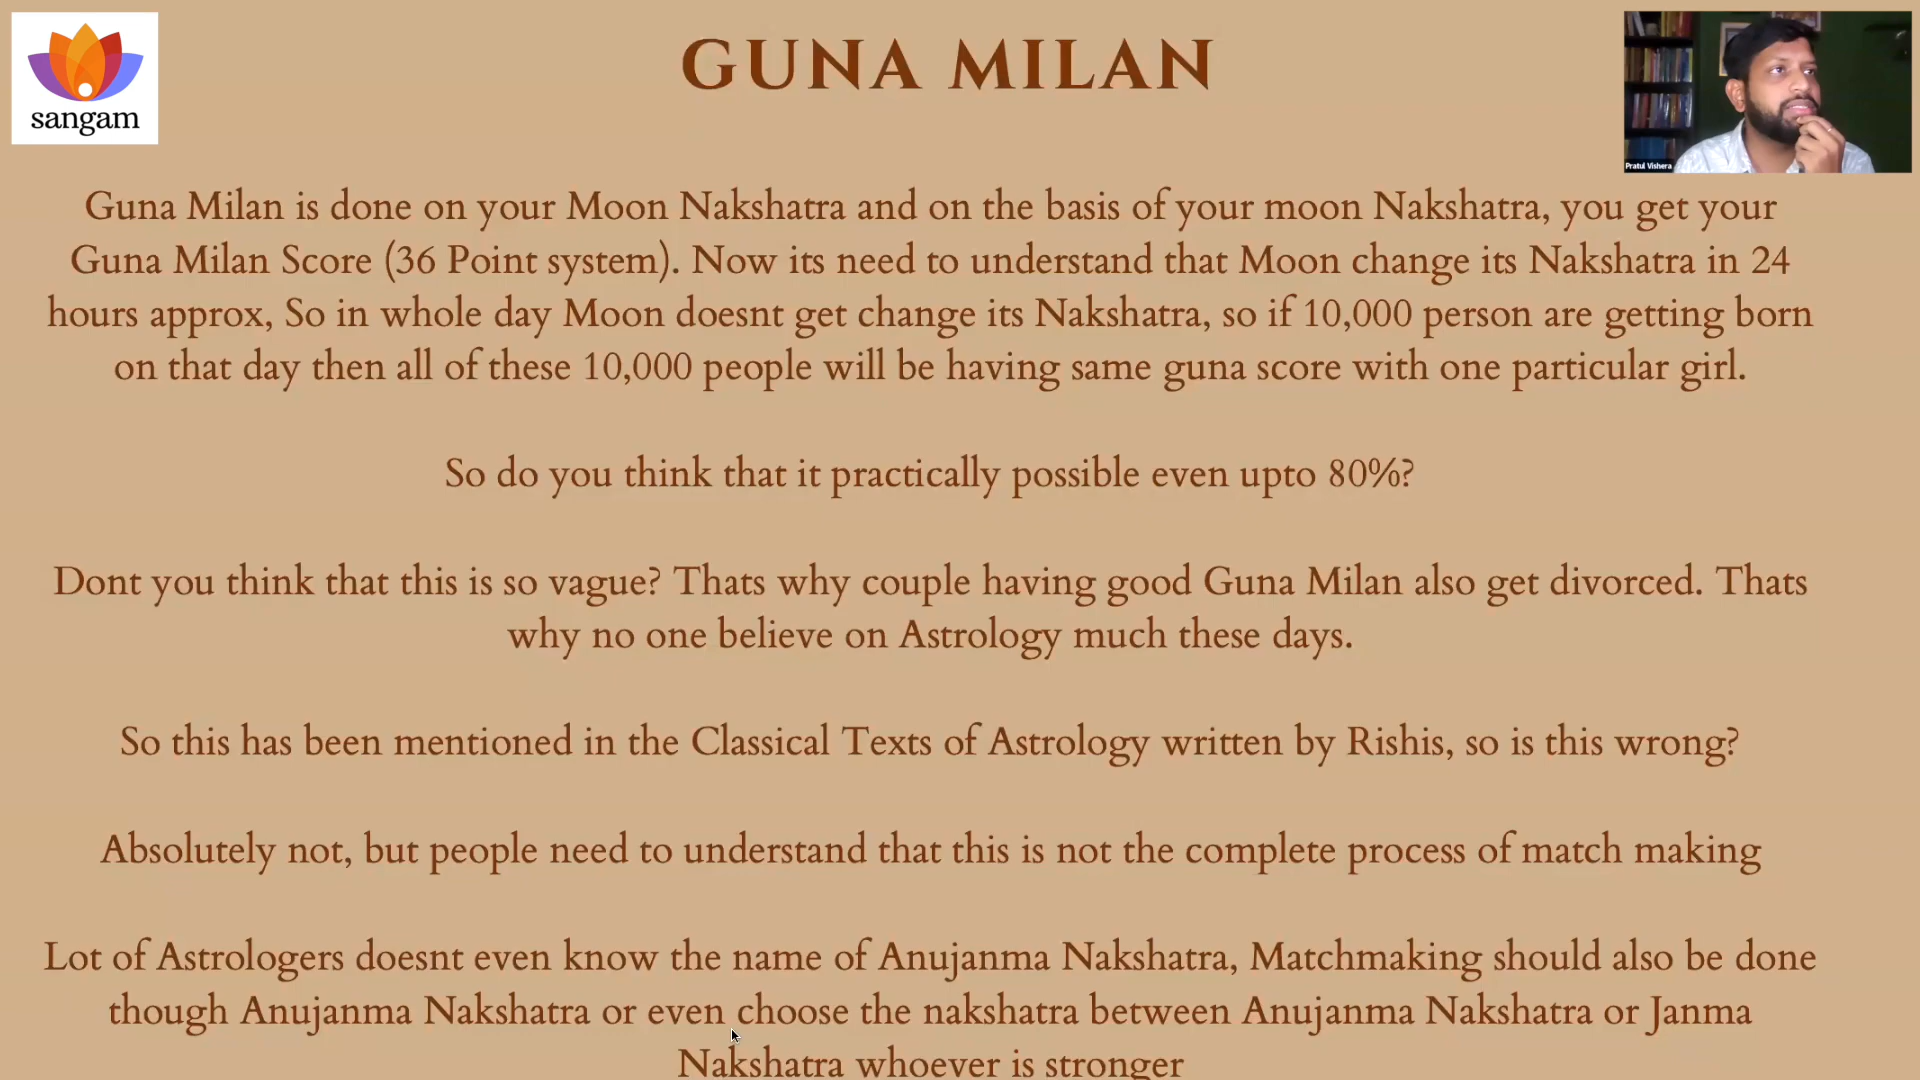 sangam
GUNA MILAN
Pratul Vishera
Guna Milan is done on your Moon Nakshatra and on the basis of your moon Nakshatra, you get your
Guna Milan Score (36 Point system). Now its need to understand that Moon change its Nakshatra in 24
hours approx, So in whole day Moon doesnt get change its Nakshatra, so if 10,000 person are getting born
on that day then all of these 10,000 people will be having same guna score with one particular girl.
So do you think that it practically possible even upto 80%?
Dont you think that this is so vague? Thats why couple having good Guna Milan also get divorced. Thats
why no one believe on Astrology much these days.
So this has been mentioned in the Classical Texts of Astrology written by Rishis, so is this wrong?
Absolutely not, but people need to understand that this is not the complete process of match making
Lot of Astrologers doesnt even know the name of Anujanma Nakshatra, Matchmaking should also be done
though Anujanma Nakshatra or even choose the nakshatra between Anujanma Nakshatra or Janma
Nakshatra whoever is stronger